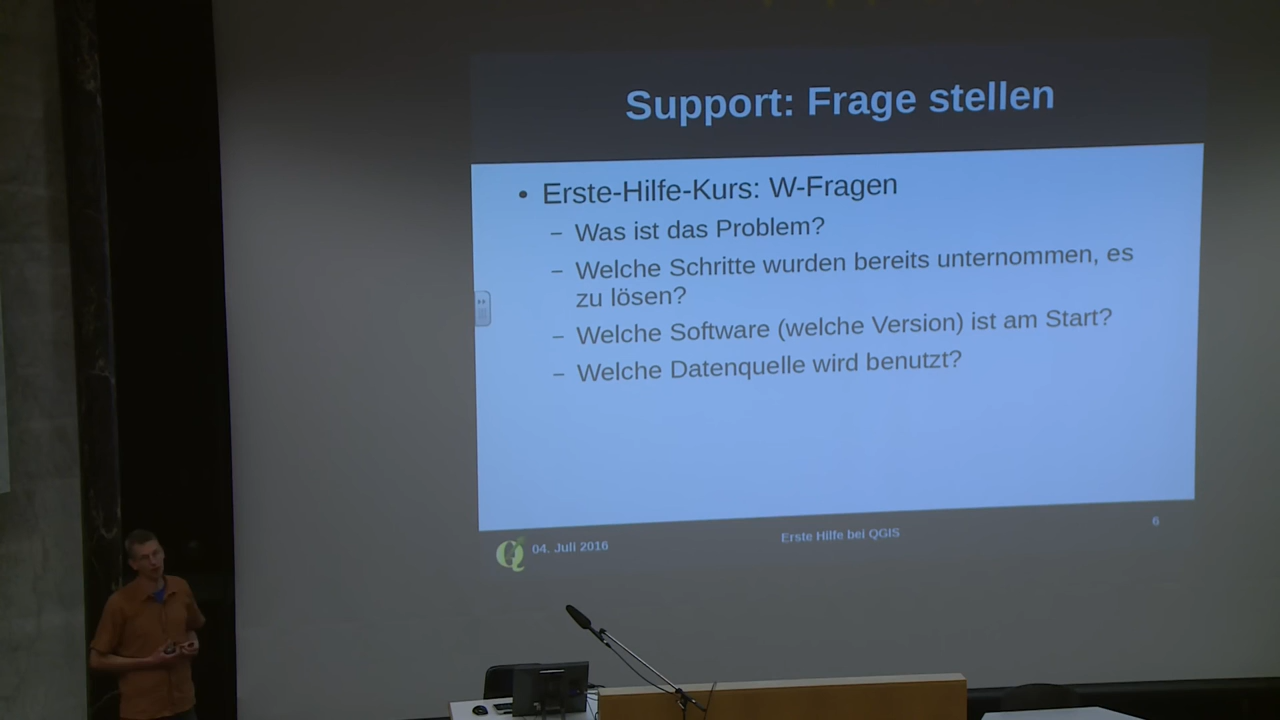 Support: Frage stellen
• Erste-Hilfe-Kurs: W-Fragen
– Was ist das Problem?
– Welche Schritte wurden bereits unternommen, es
zu lösen?
– Welche Software (welche Version) ist am Start?
– Welche Datenquelle wird benutzt?
04. Juli 2016
Erste Hilfe bei QGIS
6